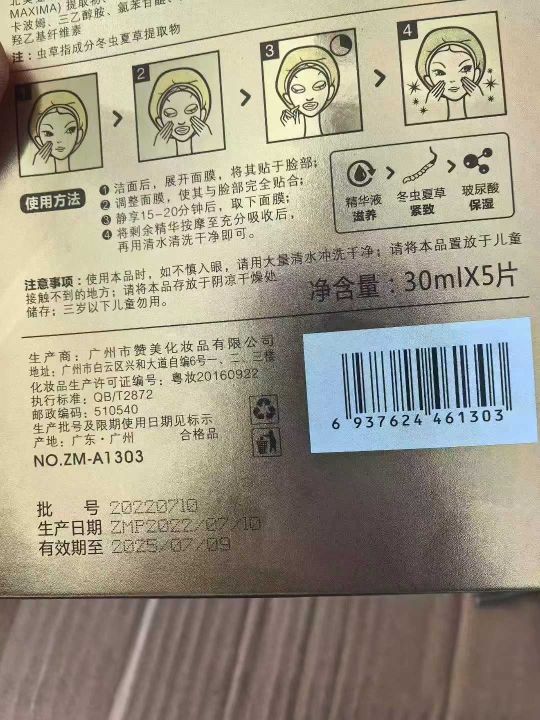 MAXIMA) 提取物、
卡波姆、三乙醇胺、氯苯甘醚、
羟乙基纤维素
注：虫草指成分冬虫夏草提取物
1
2
3
4
使用方法
1 洁面后，展开面膜，将其贴于脸部；
2 调整面膜，使其与脸部完全贴合；
3 静享15-20分钟后，取下面膜；
4 将剩余精华按摩至充分吸收后，
再用清水清洗干净即可。
精华液
滋养
冬虫夏草
紧致
玻尿酸
保湿
注意事项：使用本品时，如不慎入眼，请用大量清水冲洗干净；请将本品置放于儿童
接触不到的地方；请将本品存放于阴凉干燥处
储存；三岁以下儿童勿用。
净含量：30mlX5片
生产商：广州市赞美化妆品有限公司
地址：广州市白云区兴和大道自编6号一、二、三楼
化妆品生产许可证编号：粤妆20160922
执行标准：QB/T2872
邮政编码：510540
生产批号及限期使用日期见标示
产地：广东·广州 合格品
NO.ZM-A1303
6 937624 461303
批 号 20220710
生产日期 ZMP2022/07/10
有效期至 2025/07/09